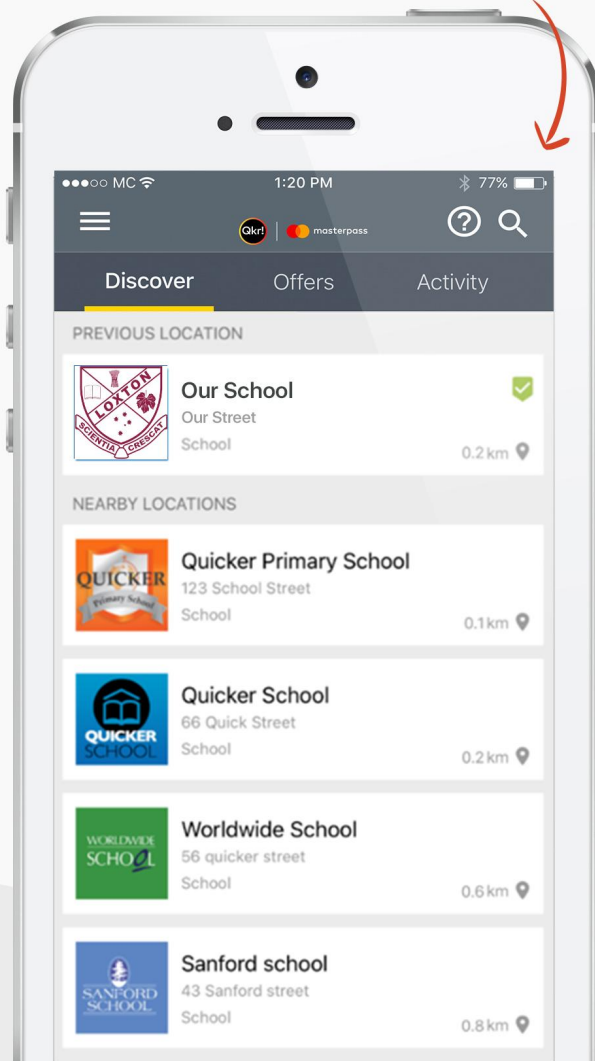 MC
1:20 PM
77%
Qkr!
masterpass
Discover
Offers
Activity
PREVIOUS LOCATION
LOXTON
SCIENTIA CRESCAT
Our School
Our Street
School
0.2 km
NEARBY LOCATIONS
QUICKER
Primary School
Quicker Primary School
123 School Street
School
0.1 km
QUICKER
SCHOOL
Quicker School
66 Quick Street
School
0.2 km
WORLDWIDE
SCHOOL
Worldwide School
56 quicker street
School
0.6 km
SANFORD
SCHOOL
Sanford school
43 Sanford street
School
0.8 km